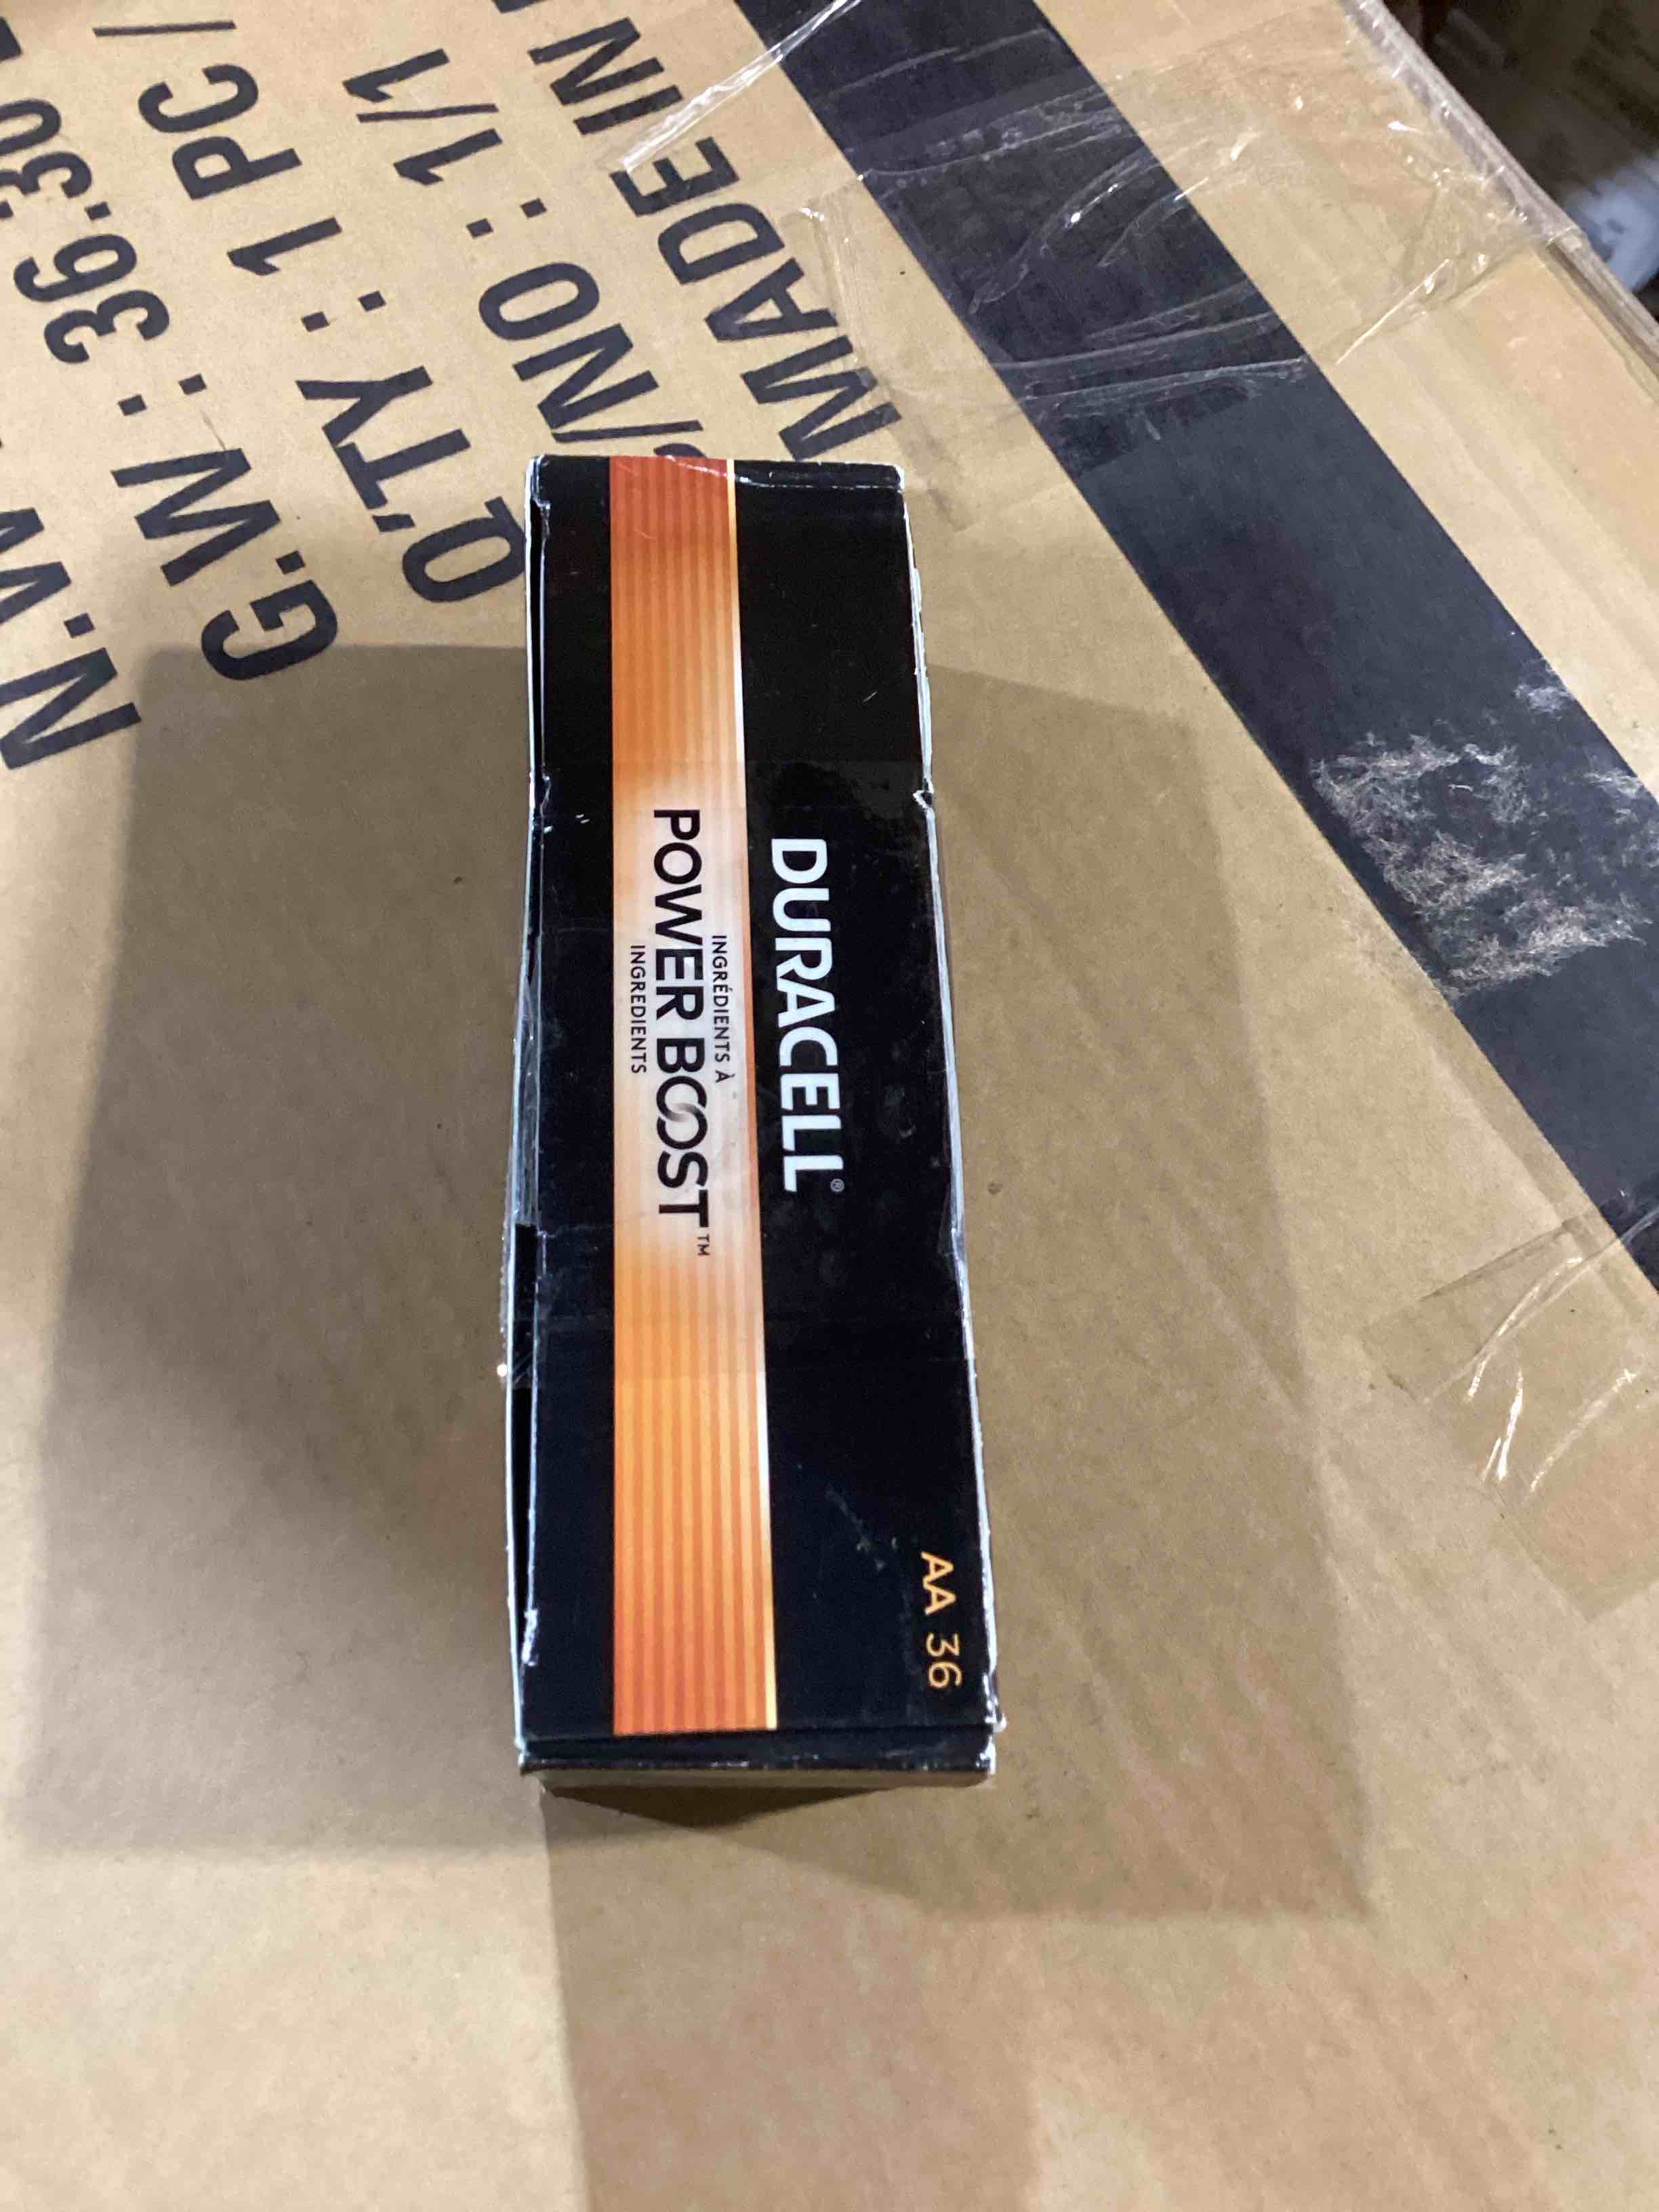 N.W
G.W : 36.30
Q'TY : 1 PC /
/NO : 1/1
MADE IN
DURACELL®
INGRÉDIENTS À
POWER BOOST™
INGREDIENTS
AA 36